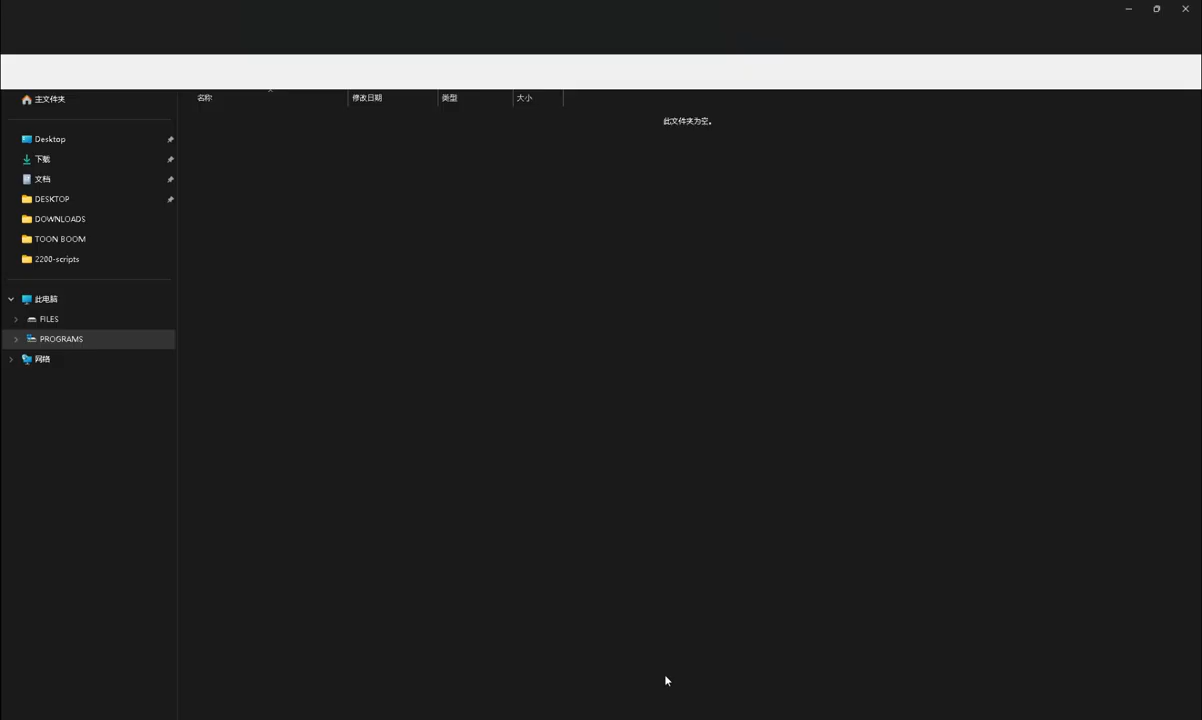 主文件夹
名称 修改日期 类型 大小
此文件夹为空。
Desktop
下载
文档
DESKTOP
DOWNLOADS
TOON BOOM
2200-scripts
此电脑
FILES
PROGRAMS
网络